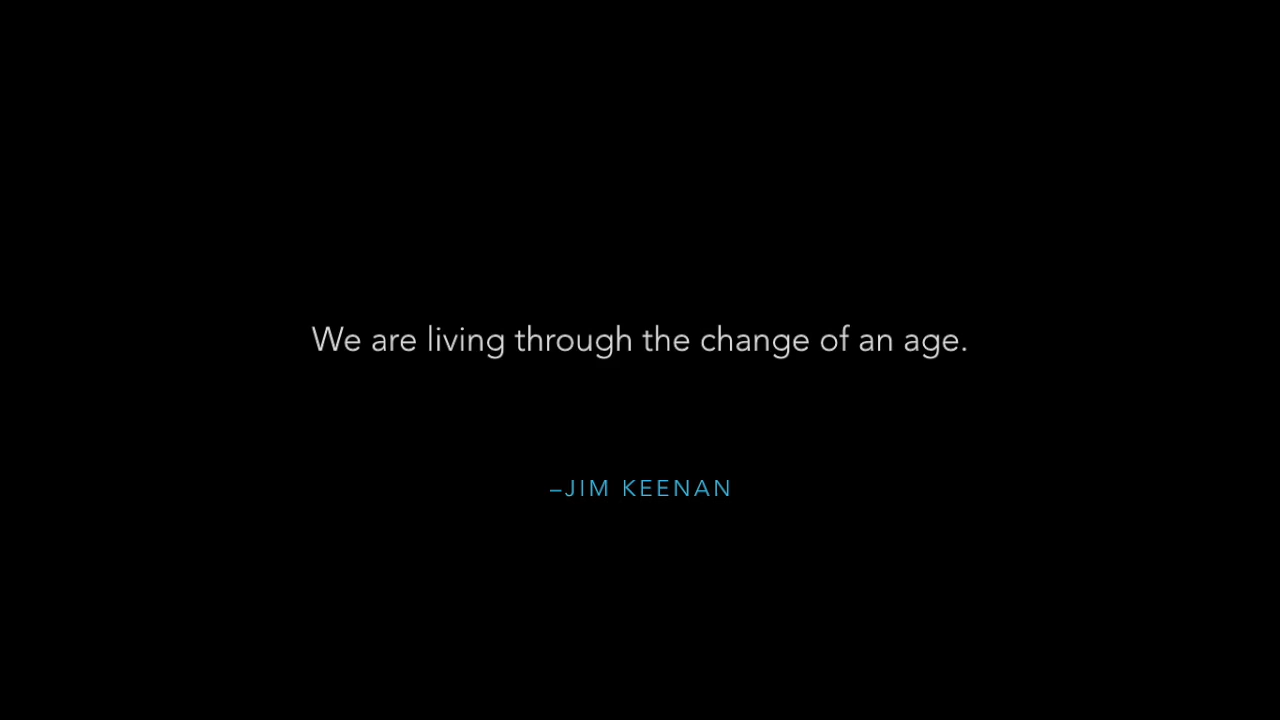 We are living through the change of an age.
–JIM KEENAN